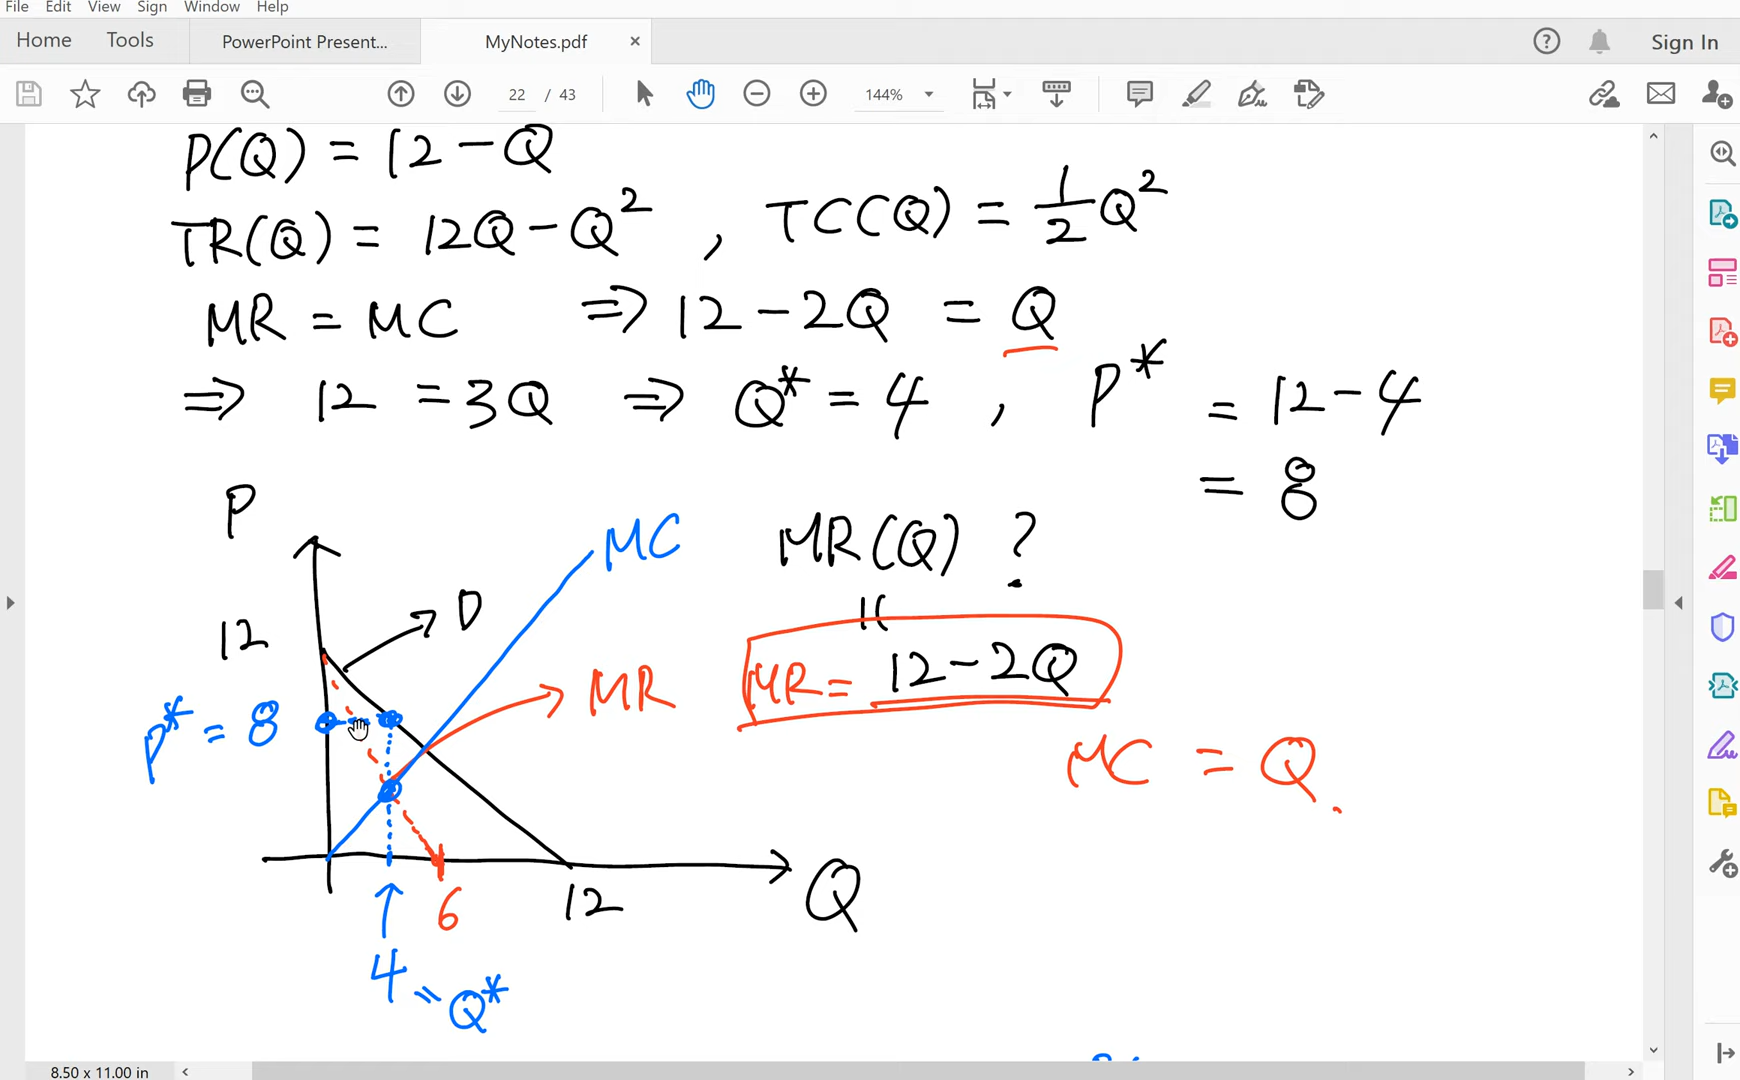 File Edit View Sign Window Help
Home Tools PowerPoint Present... MyNotes.pdf × Sign In
22 / 43 144%
P(Q) = 12 - Q
TR(Q) = 12Q - Q² , TC(Q) = 1/2 Q²
MR = MC ⇒ 12 - 2Q = Q
⇒ 12 = 3Q ⇒ Q* = 4 , P* = 12 - 4
= 8
P
MC
MR(Q) ?
D
12
MR = 12 - 2Q
MR
P* = 8
MC = Q.
6
12
Q
4 = Q*
8.50 x 11.00 in